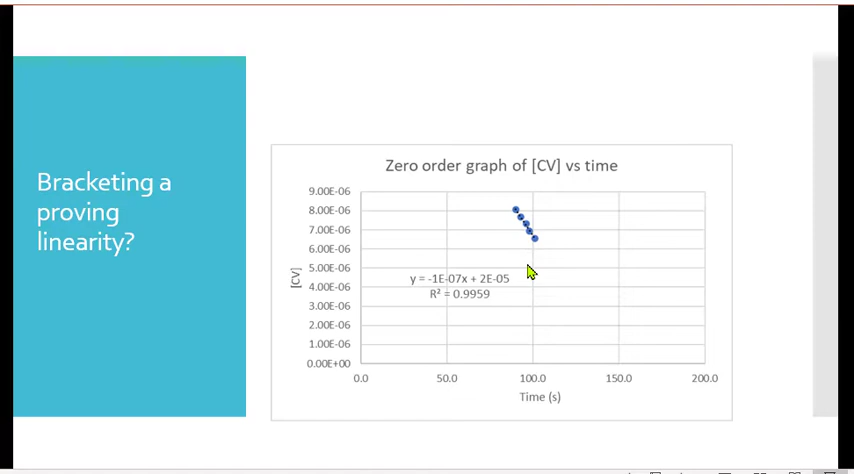 Bracketing a
proving
linearity?
Zero order graph of [CV] vs time
9.00E-06
8.00E-06
7.00E-06
6.00E-06
5.00E-06
4.00E-06
3.00E-06
2.00E-06
1.00E-06
0.00E+00
[CV]
y = -1E-07x + 2E-05
R² = 0.9959
0.0 50.0 100.0 150.0 200.0
Time (s)